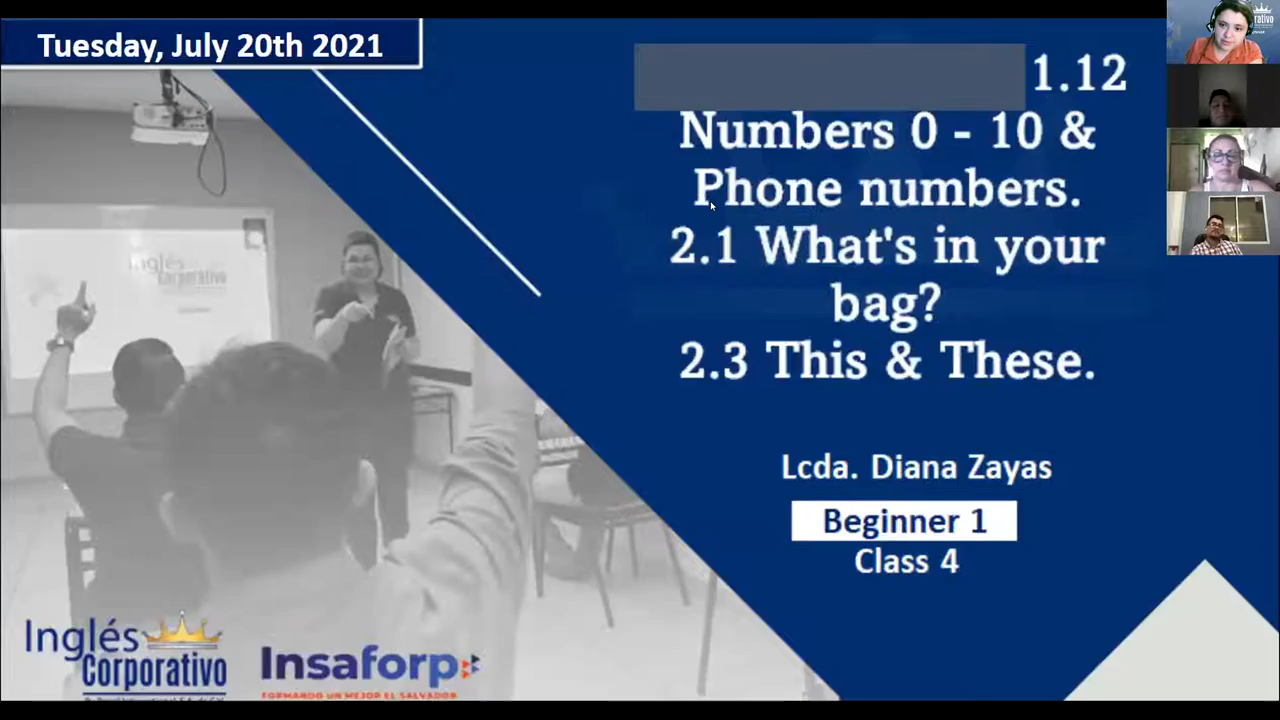 Tuesday, July 20th 2021
1.12
Numbers 0 - 10 &
Phone numbers.
2.1 What's in your
bag?
2.3 This & These.
Lcda. Diana Zayas
Beginner 1
Class 4
Inglés
Corporativo
Insaforp
FORMANDO UN MEJOR EL SALVADOR